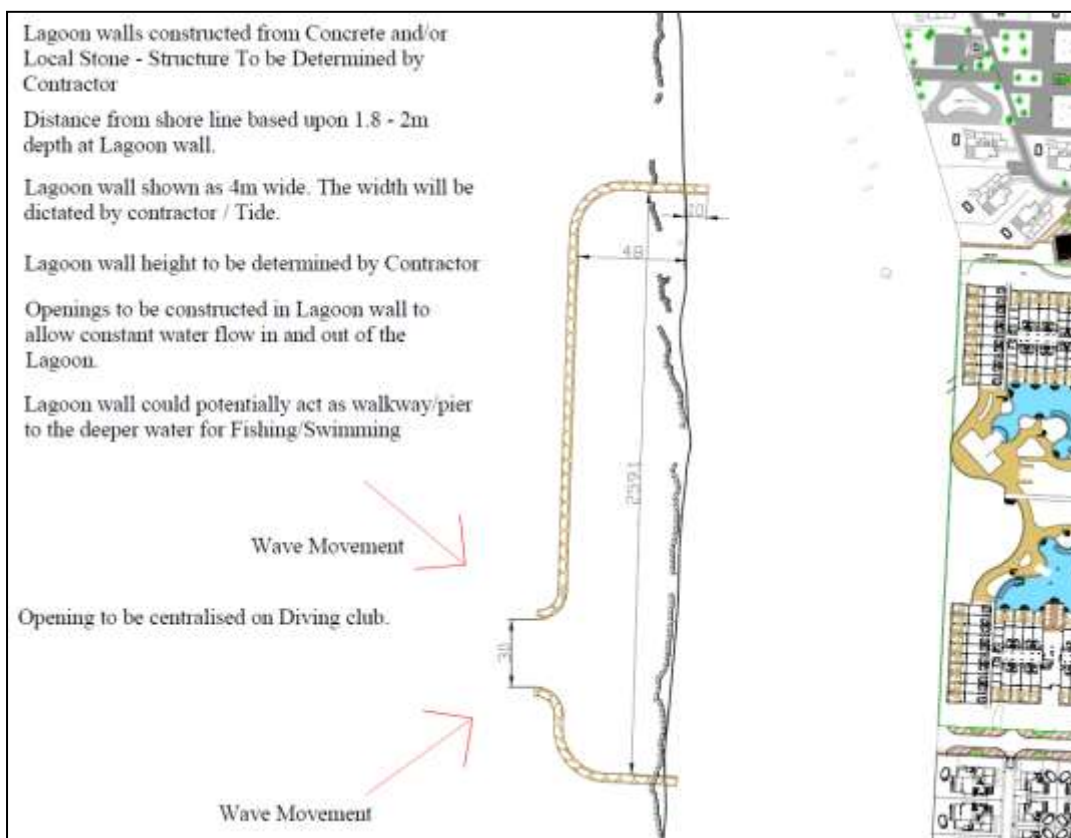 Lagoon walls constructed from Concrete and/or
Local Stone - Structure To be Determined by
Contractor
Distance from shore line based upon 1.8 - 2m
depth at Lagoon wall.
Lagoon wall shown as 4m wide. The width will be
dictated by contractor / Tide.
Lagoon wall height to be determined by Contractor
Openings to be constructed in Lagoon wall to
allow constant water flow in and out of the
Lagoon.
Lagoon wall could potentially act as walkway/pier
to the deeper water for Fishing/Swimming
10
48
Wave Movement
Opening to be centralised on Diving club.
Wave Movement